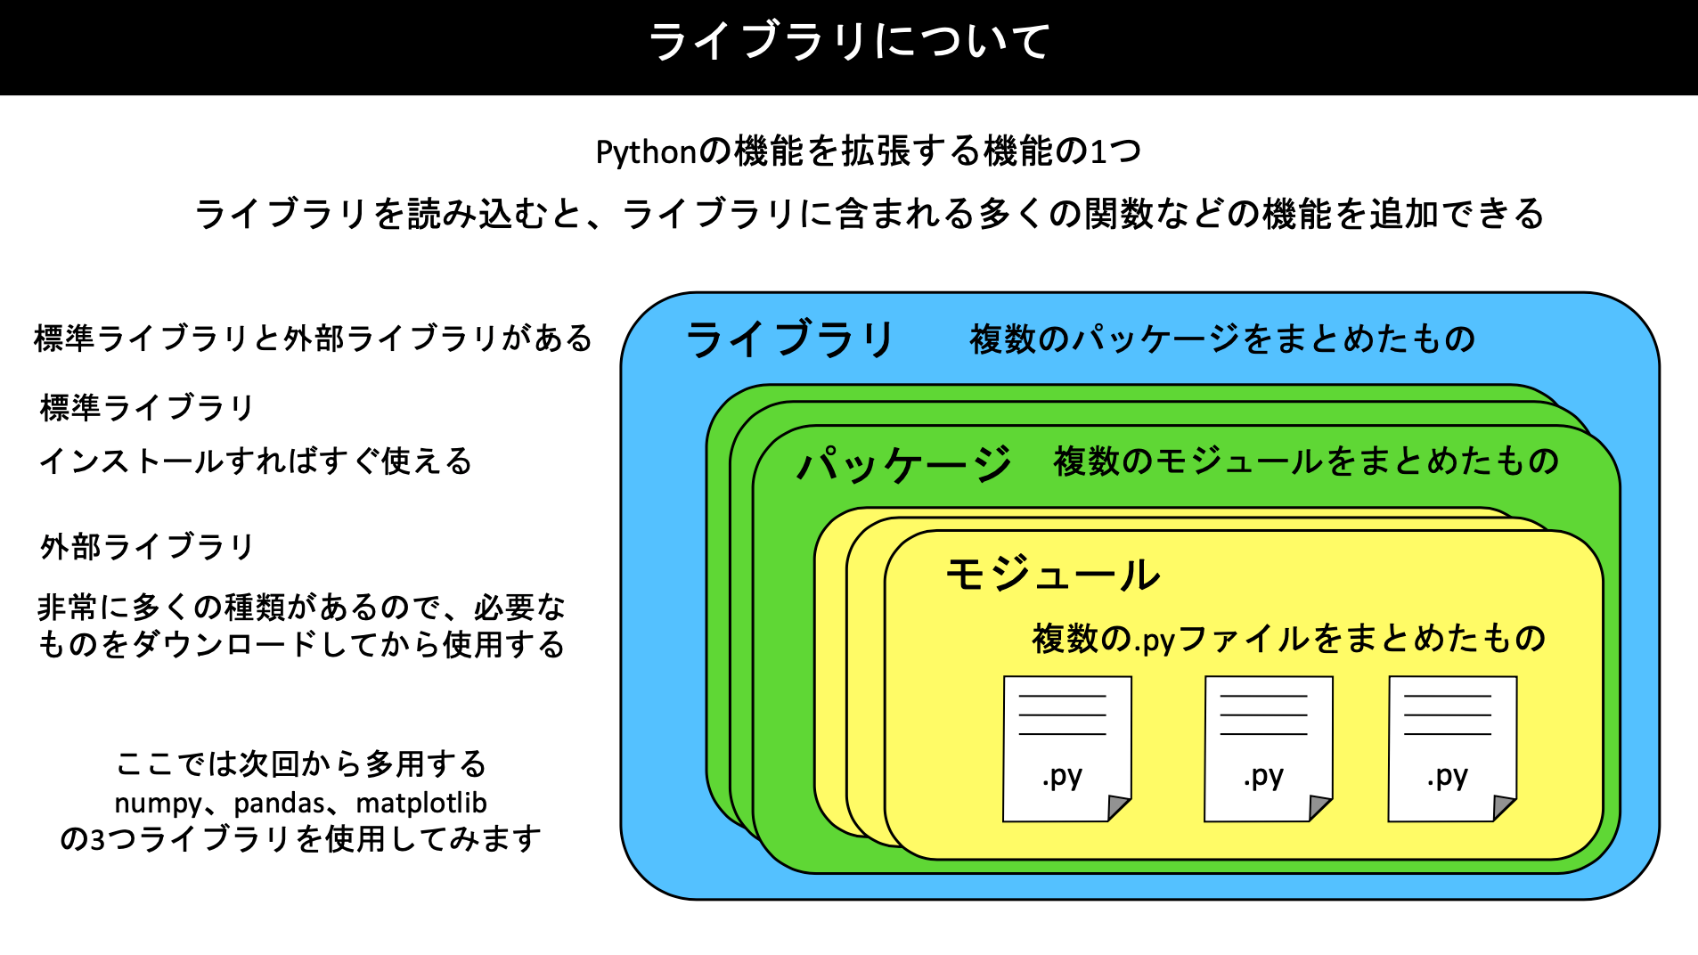 ライブラリについて
Pythonの機能を拡張する機能の1つ
ライブラリを読み込むと、ライブラリに含まれる多くの関数などの機能を追加できる
標準ライブラリと外部ライブラリがある
標準ライブラリ
インストールすればすぐ使える
外部ライブラリ
非常に多くの種類があるので、必要な
ものをダウンロードしてから使用する
ここでは次回から多用する
numpy、pandas、matplotlib
の3つライブラリを使用してみます
ライブラリ 複数のパッケージをまとめたもの
パッケージ 複数のモジュールをまとめたもの
モジュール
複数の.pyファイルをまとめたもの
.py .py .py